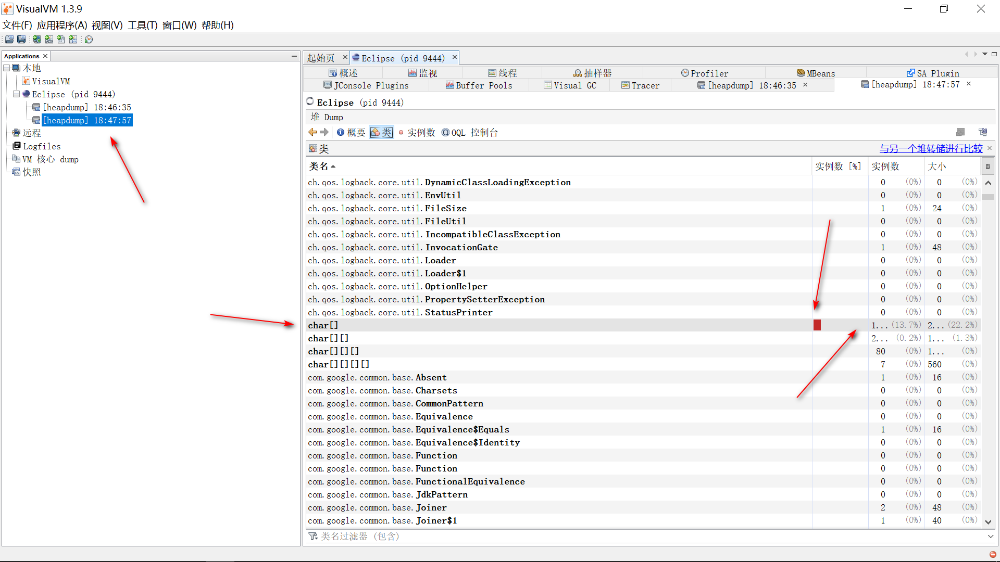 VisualVM 1.3.9
文件(F) 应用程序(A) 视图(V) 工具(T) 窗口(W) 帮助(H)
Applications
本地
VisualVM
Eclipse (pid 9444)
[heapdump] 18:46:35
[heapdump] 18:47:57
远程
Logfiles
VM 核心 dump
快照
起始页 Eclipse (pid 9444)
概述 监视 线程 抽样器 Profiler MBeans SA Plugin
JConsole Plugins Buffer Pools Visual GC Tracer [heapdump] 18:46:35 [heapdump] 18:47:57
Eclipse (pid 9444)
堆 Dump
概要 类 实例数 OQL 控制台
类 与另一个堆转储进行比较
类名 实例数 [%] 实例数 大小
ch.qos.logback.core.util.DynamicClassLoadingException 0 (0%) 0 (0%)
ch.qos.logback.core.util.EnvUtil 0 (0%) 0 (0%)
ch.qos.logback.core.util.FileSize 1 (0%) 24 (0%)
ch.qos.logback.core.util.FileUtil 0 (0%) 0 (0%)
ch.qos.logback.core.util.IncompatibleClassException 0 (0%) 0 (0%)
ch.qos.logback.core.util.InvocationGate 1 (0%) 48 (0%)
ch.qos.logback.core.util.Loader 0 (0%) 0 (0%)
ch.qos.logback.core.util.Loader$1 0 (0%) 0 (0%)
ch.qos.logback.core.util.OptionHelper 0 (0%) 0 (0%)
ch.qos.logback.core.util.PropertySetterException 0 (0%) 0 (0%)
ch.qos.logback.core.util.StatusPrinter 0 (0%) 0 (0%)
char[] 1... (13.7%) 2... (22.2%)
char[][] 2... (0.2%) 1... (1.3%)
char[][][] 80 (0%) 1... (0%)
char[][][][] 7 (0%) 560 (0%)
com.google.common.base.Absent 1 (0%) 16 (0%)
com.google.common.base.Charsets 0 (0%) 0 (0%)
com.google.common.base.CommonPattern 0 (0%) 0 (0%)
com.google.common.base.Equivalence 0 (0%) 0 (0%)
com.google.common.base.Equivalence$Equals 1 (0%) 16 (0%)
com.google.common.base.Equivalence$Identity 0 (0%) 0 (0%)
com.google.common.base.Function 0 (0%) 0 (0%)
com.google.common.base.Function 0 (0%) 0 (0%)
com.google.common.base.FunctionalEquivalence 0 (0%) 0 (0%)
com.google.common.base.JdkPattern 0 (0%) 0 (0%)
com.google.common.base.Joiner 2 (0%) 48 (0%)
com.google.common.base.Joiner$1 1 (0%) 40 (0%)
类名过滤器 (包含)